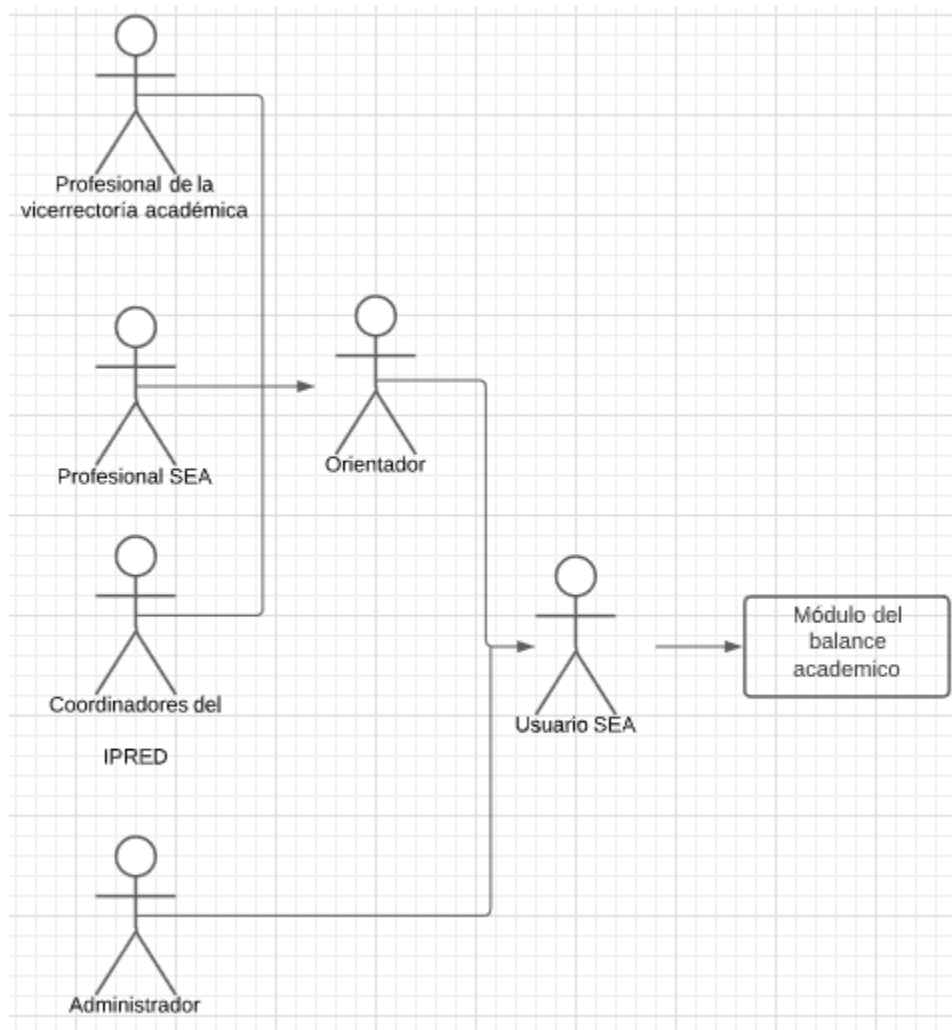 Profesional de la
vicerrectoría académica
Profesional SEA
Orientador
Coordinadores del
IPRED
Usuario SEA
Módulo del
balance
academico
Administrador